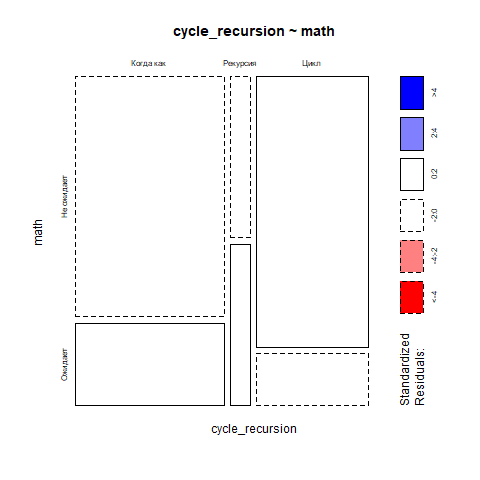 cycle_recursion ~ math
Когда как
Рекурсия
Цикл
Не ожидает
Ожидает
math
cycle_recursion
>4
2:4
0:2
-2:0
-4:-2
<-4
Standardized
Residuals: